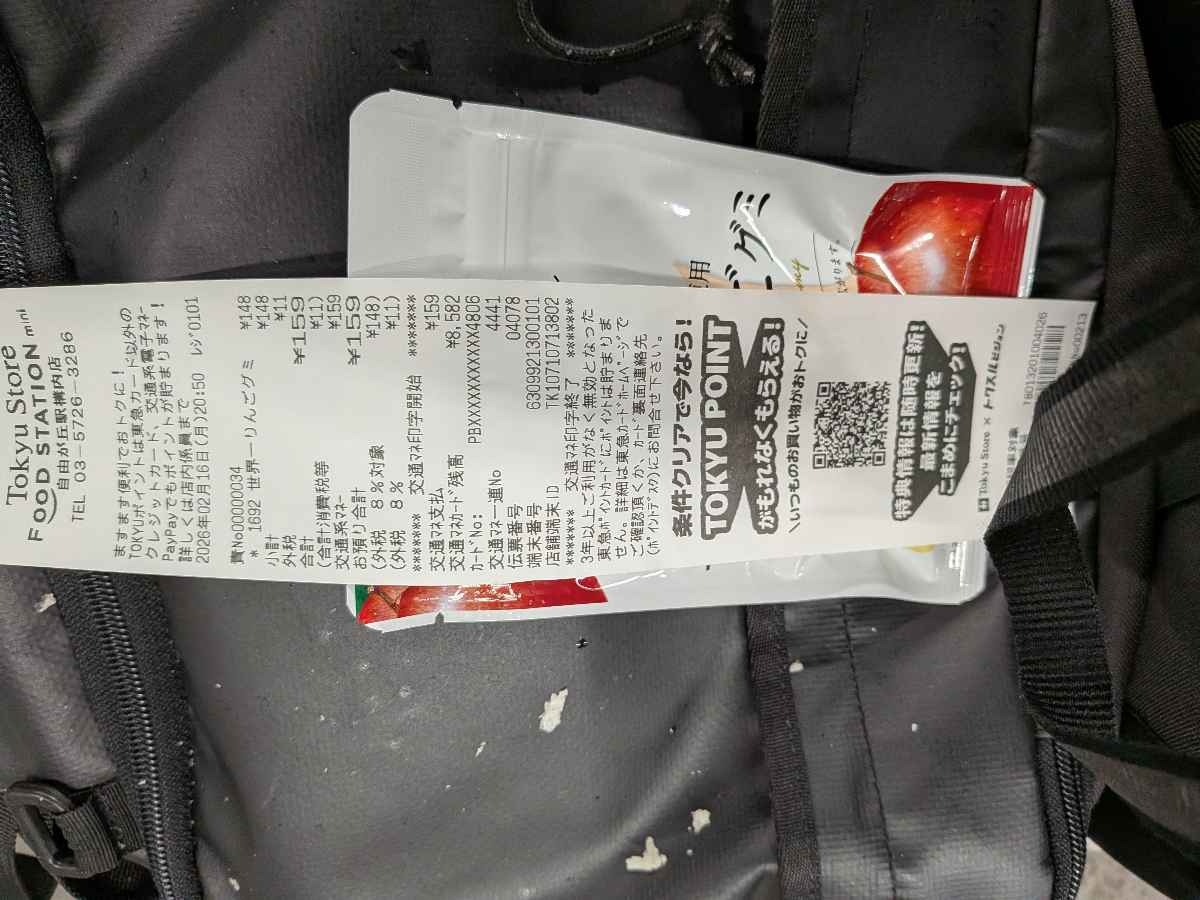 Tokyu Store
FOOD STATION mini
自由が丘駅構内店
TEL 03-5726-3286
ますます便利でおトクに!
TOKYUポイントは東急カード以外の
クレジットカード、交通系電子マネー
PayPayでもポイントが貯まります!
詳しくは店内係員まで
2026年02月16日(月)20:50 レジ0101
責No00000034
* 1692 世界一りんごグミ ¥148
小計 ¥148
外税 ¥11
合計 ¥159
(合計消費税等 ¥11)
交通系マネー ¥159
お預り合計 ¥159
(外税 8%対象 ¥148)
(外税 8% ¥11)
****** 交通マネ印字開始 ******
交通マネ支払 ¥159
交通マネカード残高 ¥8,582
カードNo: PBXXXXXXXXXXXXX4806
交通マネ一連No 4441
伝票番号 04078
端末番号 6309921300101
店舗端末ID TK10710713802
****** 交通マネ印字終了 ******
3年以上ご利用がなく無効となった
東急ポイントカードにポイントは貯まりま
せん。詳細は東急カードホームページで
ご確認頂くか、カード裏面連絡先
(ポイントデスク)にお問合せ下さい。
条件クリアで今なら!
TOKYU POINT
がもれなくもらえる!
\いつものお買い物がおトクに/
特典情報は随時更新!
最新情報を
こまめにチェック!
Tokyu Store × トクスルビジョン
T8013201004026
グミ